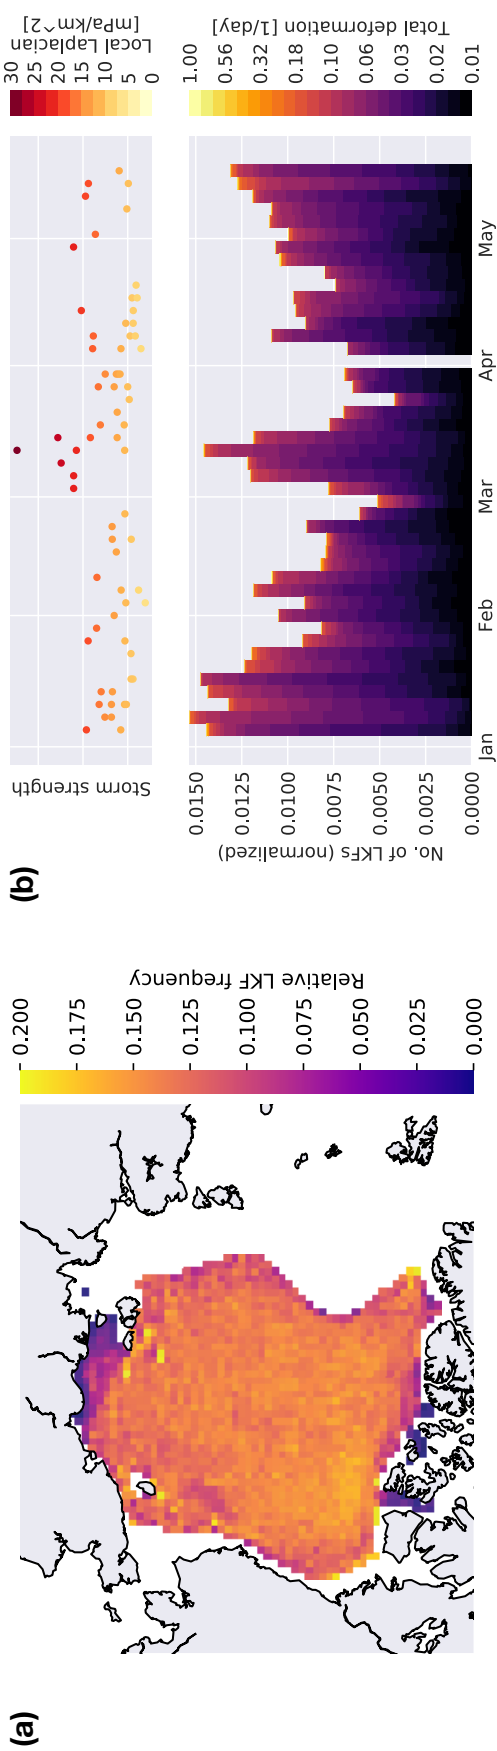 (a)
0.200
0.175
0.150
0.125
0.100
0.075
0.050
0.025
0.000
Relative LKF frequency
(b)
Storm strength
30
25
20
15
10
5
0
Local Laplacian
[mPa/km^2]
No. of LKFs (normalized)
0.0150
0.0125
0.0100
0.0075
0.0050
0.0025
0.0000
Jan
Feb
Mar
Apr
May
1.00
0.56
0.32
0.18
0.10
0.06
0.03
0.02
0.01
Total deformation [1/day]